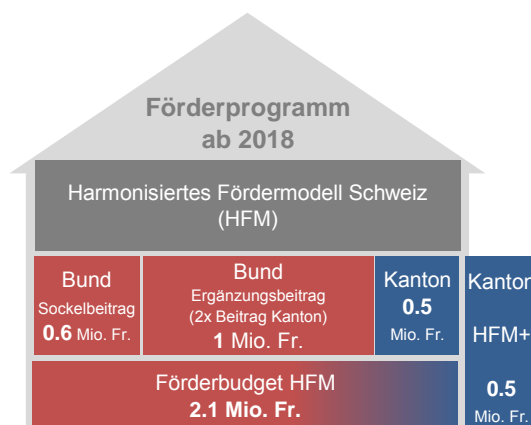 Förderprogramm
ab 2018
Harmonisiertes Fördermodell Schweiz
(HFM)
Bund
Sockelbeitrag
0.6 Mio. Fr.
Bund
Ergänzungsbeitrag
(2x Beitrag Kanton)
1 Mio. Fr.
Kanton
0.5
Mio. Fr.
Kanton
HFM+
0.5
Mio. Fr.
Förderbudget HFM
2.1 Mio. Fr.